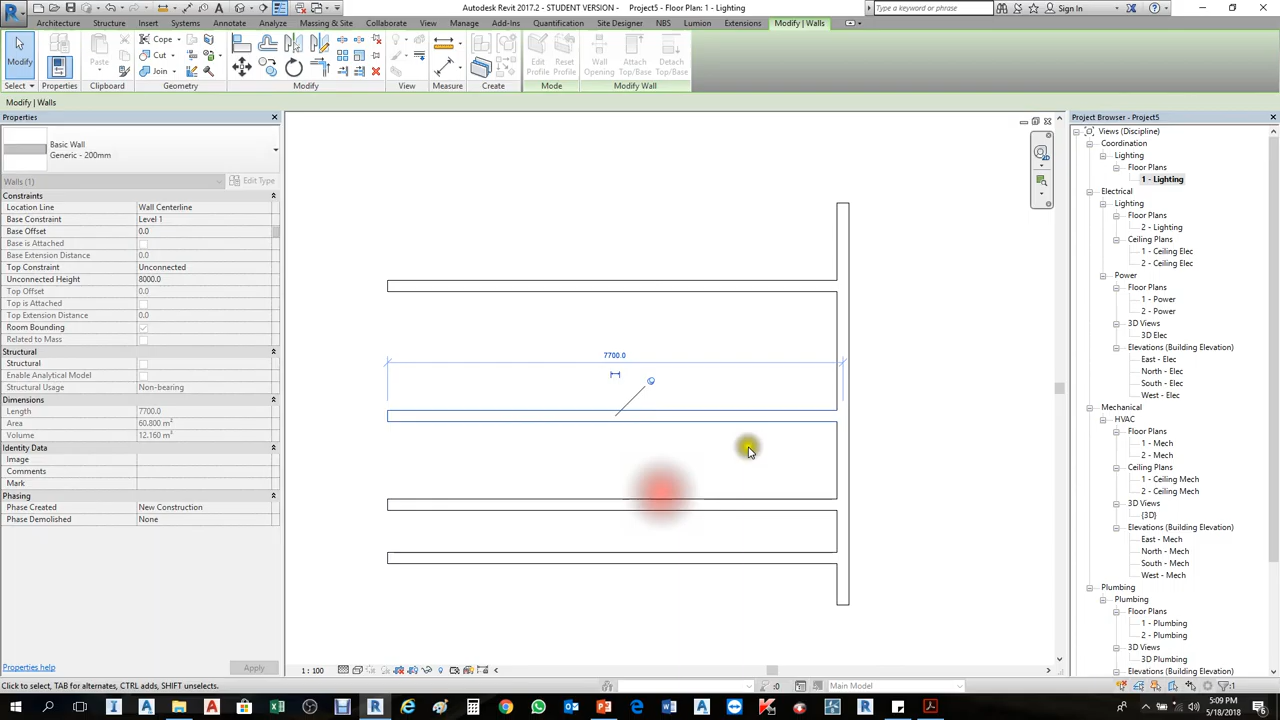 Autodesk Revit 2017.2 - STUDENT VERSION - Project5 - Floor Plan: 1 - Lighting
Type a keyword or phrase
Sign In
Architecture Structure Insert Systems Annotate Analyze Massing & Site Collaborate View Manage Add-Ins Quantification Site Designer NBS Lumion Extensions Modify | Walls
Modify
Paste
Cope
Cut
Join
Edit Profile
Reset Profile
Wall Opening
Attach Top/Base
Detach Top/Base
Select Properties Clipboard Geometry Modify View Measure Create Mode Modify Wall
Modify | Walls
Properties
Basic Wall
Generic - 200mm
Walls (1)
Edit Type
Constraints
Location Line Wall Centerline
Base Constraint Level 1
Base Offset 0.0
Base is Attached
Base Extension Distance 0.0
Top Constraint Unconnected
Unconnected Height 8000.0
Top Offset 0.0
Top is Attached
Top Extension Distance 0.0
Room Bounding
Related to Mass
Structural
Structural
Enable Analytical Model
Structural Usage Non-bearing
Dimensions
Length 7700.0
Area 60.800 m²
Volume 12.160 m³
Identity Data
Image
Comments
Mark
Phasing
Phase Created New Construction
Phase Demolished None
Properties help
Apply
7700.0
Project Browser - Project5
Views (Discipline)
Coordination
Lighting
Floor Plans
1 - Lighting
Electrical
Lighting
Floor Plans
2 - Lighting
Ceiling Plans
1 - Ceiling Elec
2 - Ceiling Elec
Power
Floor Plans
1 - Power
2 - Power
3D Views
3D Elec
Elevations (Building Elevation)
East - Elec
North - Elec
South - Elec
West - Elec
Mechanical
HVAC
Floor Plans
1 - Mech
2 - Mech
Ceiling Plans
1 - Ceiling Mech
2 - Ceiling Mech
3D Views
{3D}
Elevations (Building Elevation)
East - Mech
North - Mech
South - Mech
West - Mech
Plumbing
Plumbing
Floor Plans
1 - Plumbing
2 - Plumbing
3D Views
3D Plumbing
Elevations (Building Elevation)
1 : 100
Click to select, TAB for alternates, CTRL adds, SHIFT unselects.
:0
Main Model
:1
5:09 PM
5/18/2018